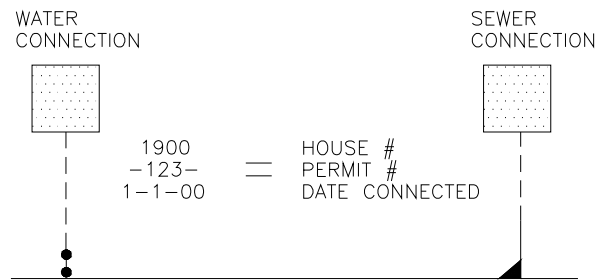 WATER
CONNECTION
SEWER
CONNECTION
1900 = HOUSE #
-123- PERMIT #
1-1-00 DATE CONNECTED